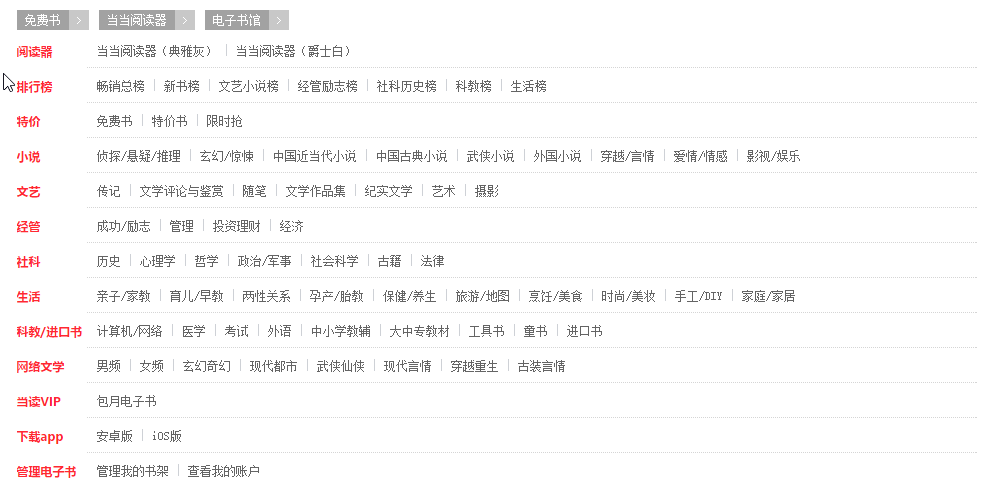 免费书 > 当当阅读器 > 电子书馆 >
阅读器 当当阅读器（典雅灰） 当当阅读器（爵士白）
排行榜 畅销总榜 新书榜 文艺小说榜 经管励志榜 社科历史榜 科教榜 生活榜
特价 免费书 特价书 限时抢
小说 侦探/悬疑/推理 玄幻/惊悚 中国近当代小说 中国古典小说 武侠小说 外国小说 穿越/言情 爱情/情感 影视/娱乐
文艺 传记 文学评论与鉴赏 随笔 文学作品集 纪实文学 艺术 摄影
经管 成功/励志 管理 投资理财 经济
社科 历史 心理学 哲学 政治/军事 社会科学 古籍 法律
生活 亲子/家教 育儿/早教 两性关系 孕产/胎教 保健/养生 旅游/地图 烹饪/美食 时尚/美妆 手工/DIY 家庭/家居
科教/进口书 计算机/网络 医学 考试 外语 中小学教辅 大中专教材 工具书 童书 进口书
网络文学 男频 女频 玄幻奇幻 现代都市 武侠仙侠 现代言情 穿越重生 古装言情
当读VIP 包月电子书
下载app 安卓版 iOS版
管理电子书 管理我的书架 查看我的账户